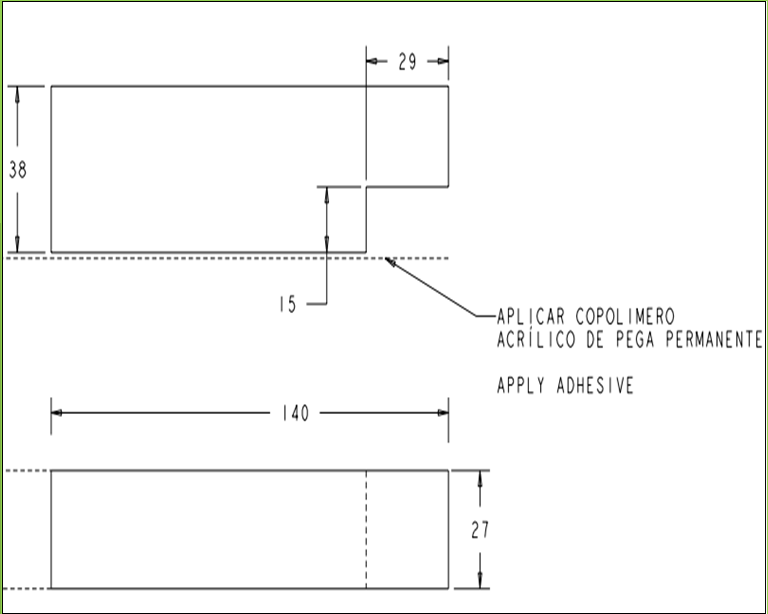 29
38
15
APLICAR COPOLIMERO
ACRÍLICO DE PEGA PERMANENTE
APPLY ADHESIVE
140
27